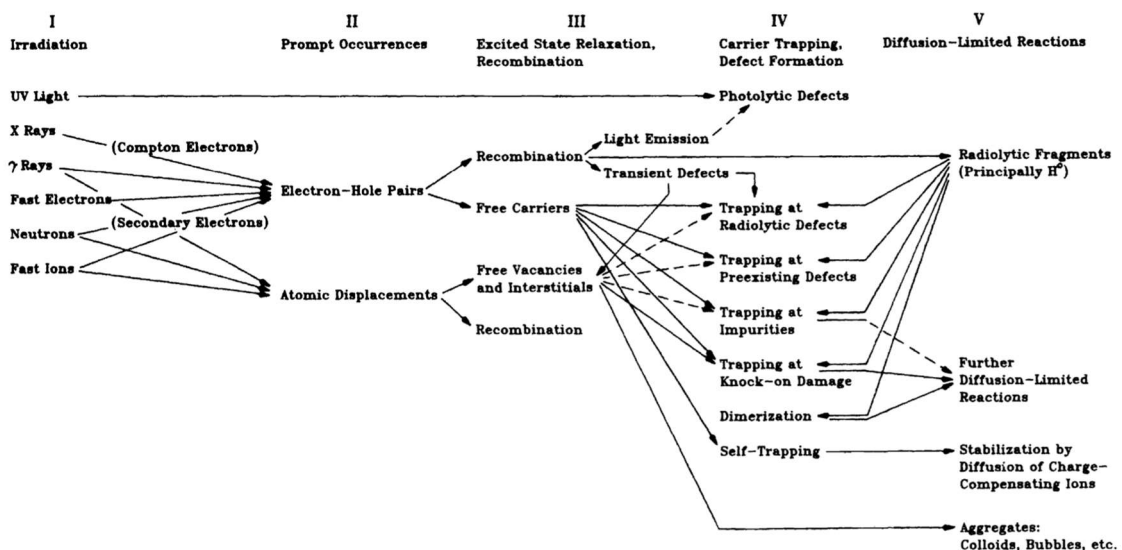 I
Irradiation
II
Prompt Occurrences
III
Excited State Relaxation,
Recombination
IV
Carrier Trapping,
Defect Formation
V
Diffusion-Limited Reactions
UV Light
X Rays
γ Rays
Fast Electrons
Neutrons
Fast Ions
(Compton Electrons)
(Secondary Electrons)
Electron-Hole Pairs
Atomic Displacements
Recombination
Light Emission
Transient Defects
Free Carriers
Free Vacancies
and Interstitials
Recombination
Photolytic Defects
Trapping at
Radiolytic Defects
Trapping at
Preexisting Defects
Trapping at
Impurities
Trapping at
Knock-on Damage
Dimerization
Self-Trapping
Radiolytic Fragments
(Principally H°)
Further
Diffusion-Limited
Reactions
Stabilization by
Diffusion of Charge-
Compensating Ions
Aggregates:
Colloids, Bubbles, etc.